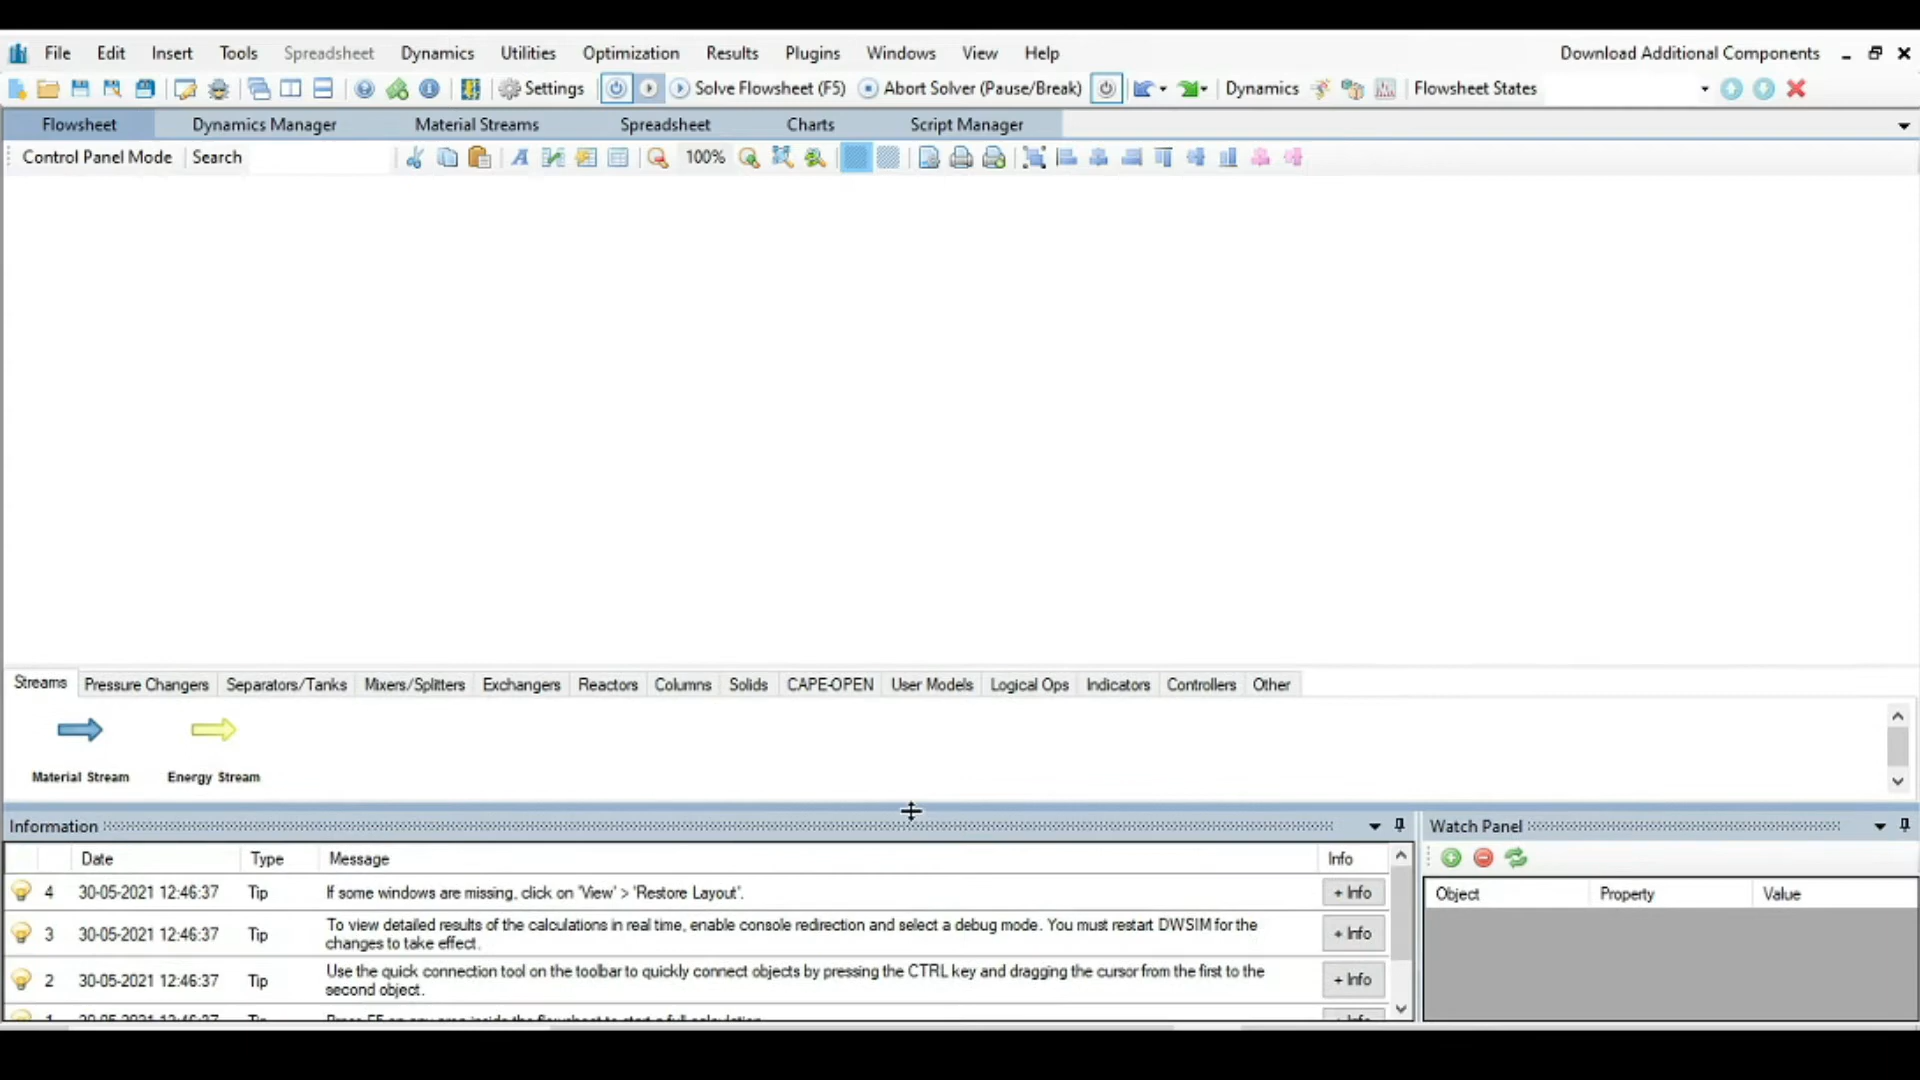 File Edit Insert Tools Spreadsheet Dynamics Utilities Optimization Results Plugins Windows View Help Download Additional Components
Settings Solve Flowsheet (F5) Abort Solver (Pause/Break) Dynamics Flowsheet States
Flowsheet Dynamics Manager Material Streams Spreadsheet Charts Script Manager
Control Panel Mode Search 100%
Streams Pressure Changers Separators/Tanks Mixers/Splitters Exchangers Reactors Columns Solids CAPE-OPEN User Models Logical Ops Indicators Controllers Other
Material Stream Energy Stream
Information
Date Type Message Info
4 30-05-2021 12:46:37 Tip If some windows are missing, click on 'View' > 'Restore Layout'. + Info
3 30-05-2021 12:46:37 Tip To view detailed results of the calculations in real time, enable console redirection and select a debug mode. You must restart DWSIM for the
changes to take effect. + Info
2 30-05-2021 12:46:37 Tip Use the quick connection tool on the toolbar to quickly connect objects by pressing the CTRL key and dragging the cursor from the first to the
second object. + Info
Watch Panel
Object Property Value